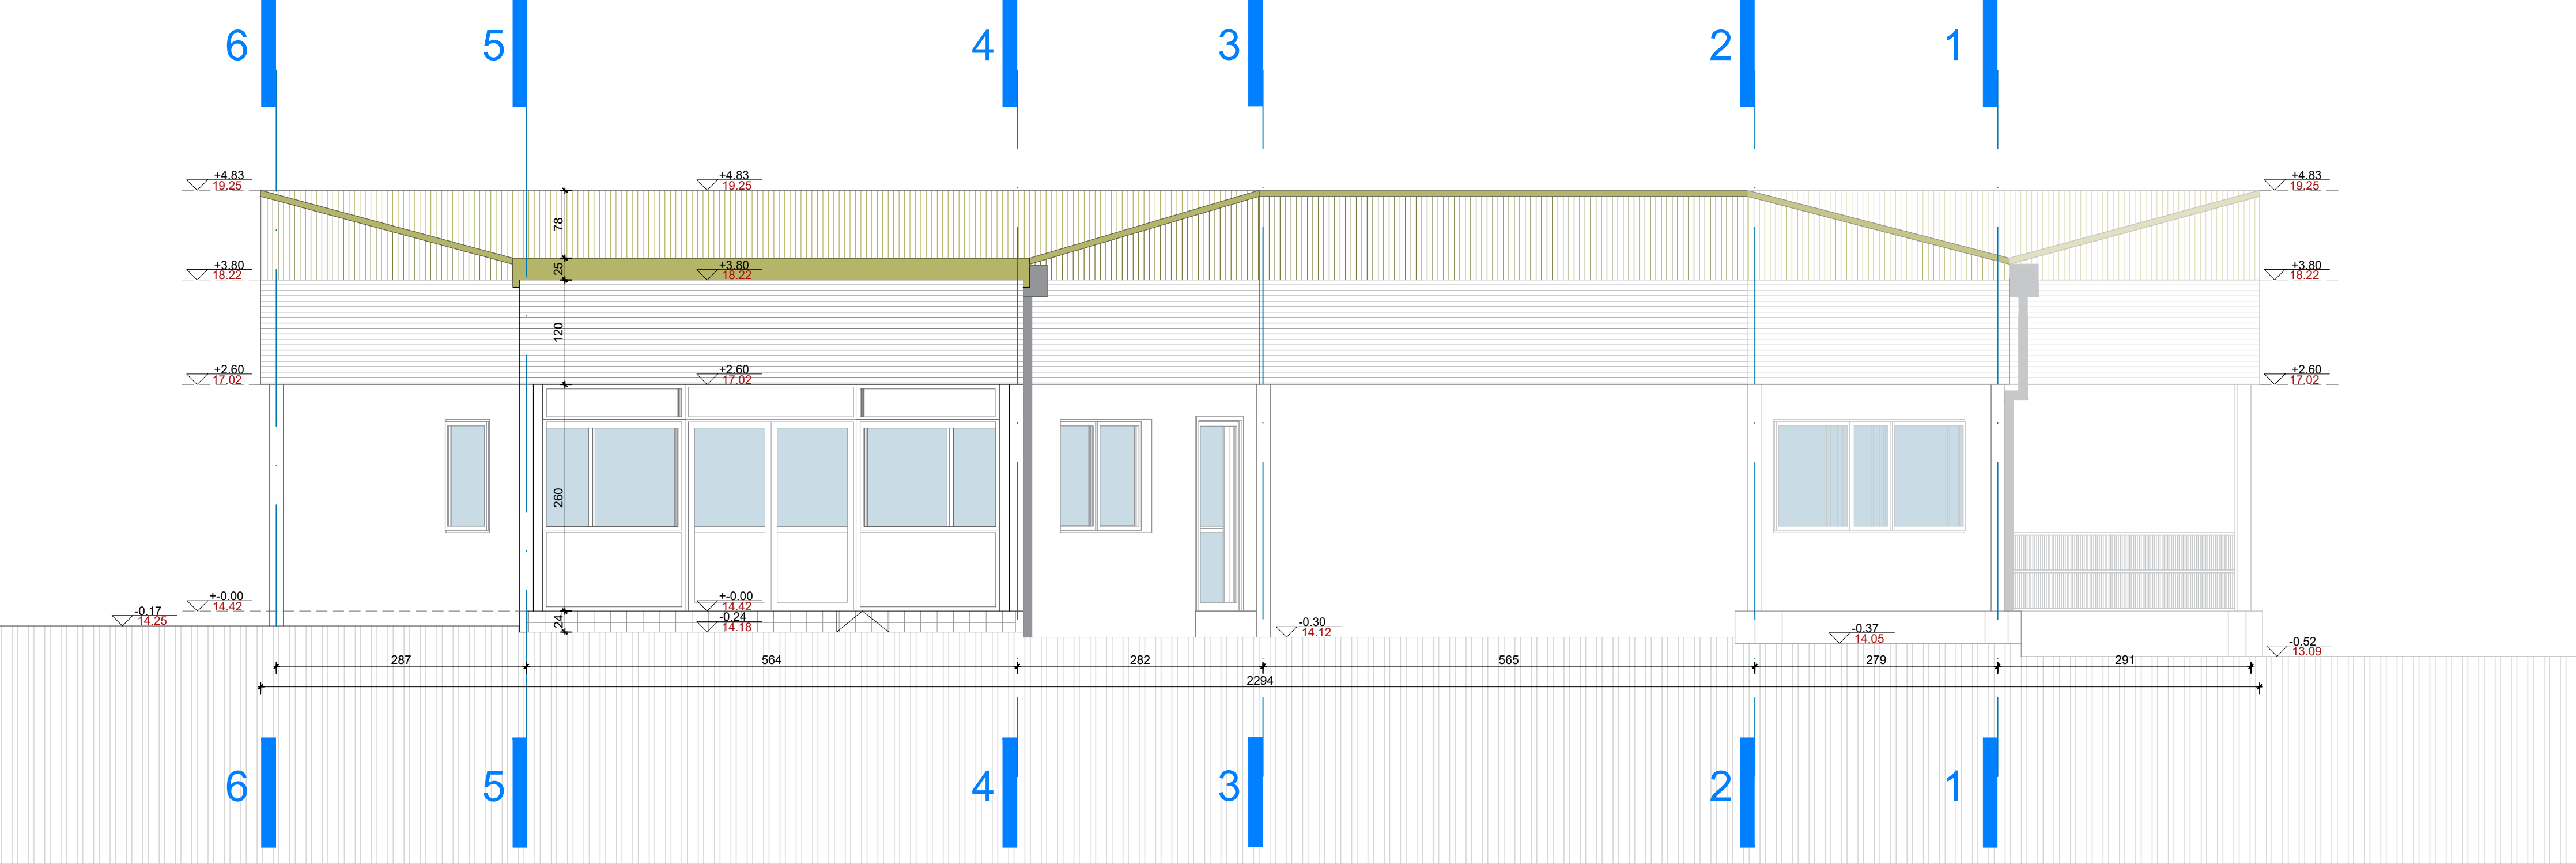 6 5 4 3 2 1
+4.83 +4.83 +4.83
19.25 19.25 19.25
78
+3.80 +3.80 +3.80
18.22 18.22 18.22
25
120
+2.60 +2.60 +2.60
17.02 17.02 17.02
260
+-0.00 +-0.00
14.42 14.42
-0.17 -0.24 -0.30 -0.37 -0.52
14.25 14.18 14.12 14.05 13.09
24
287 564 282 565 279 291
2294
6 5 4 3 2 1